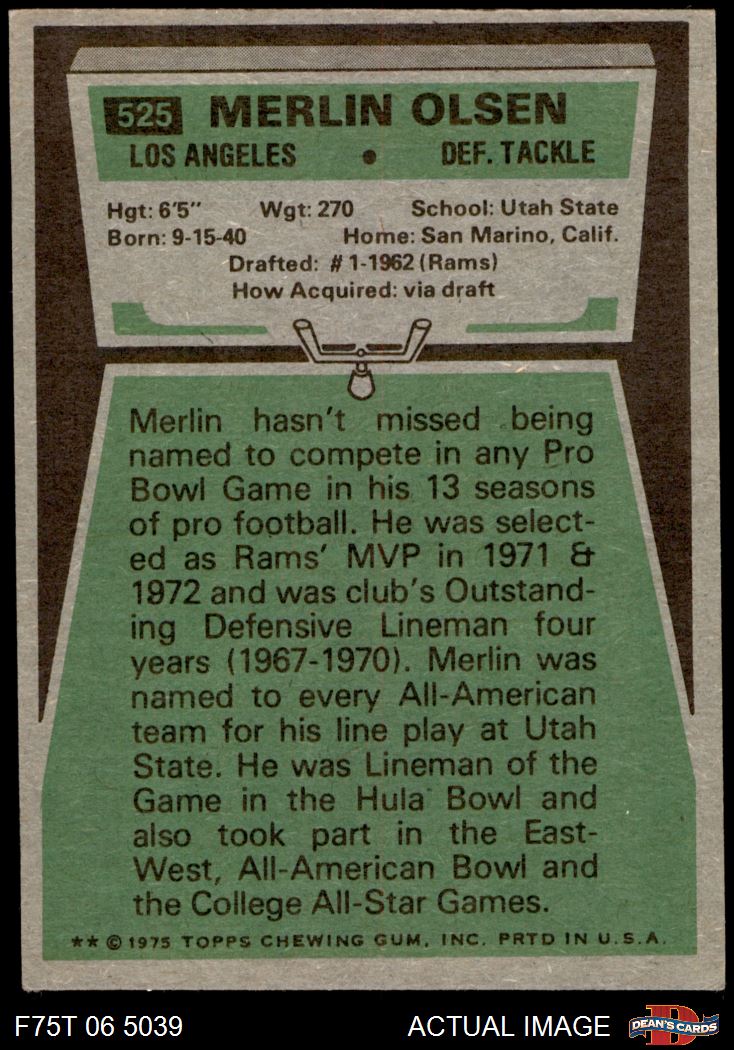 525 MERLIN OLSEN
LOS ANGELES • DEF. TACKLE
Hgt: 6'5" Wgt: 270 School: Utah State
Born: 9-15-40 Home: San Marino, Calif.
Drafted: #1-1962 (Rams)
How Acquired: via draft
Merlin hasn't missed being
named to compete in any Pro
Bowl Game in his 13 seasons
of pro football. He was select-
ed as Rams' MVP in 1971 &
1972 and was club's Outstand-
ing Defensive Lineman four
years (1967-1970). Merlin was
named to every All-American
team for his line play at Utah
State. He was Lineman of the
Game in the Hula Bowl and
also took part in the East-
West, All-American Bowl and
the College All-Star Games.
** © 1975 TOPPS CHEWING GUM, INC. PRTD IN U.S.A.
F75T 06 5039 ACTUAL IMAGE DEAN'S CARDS